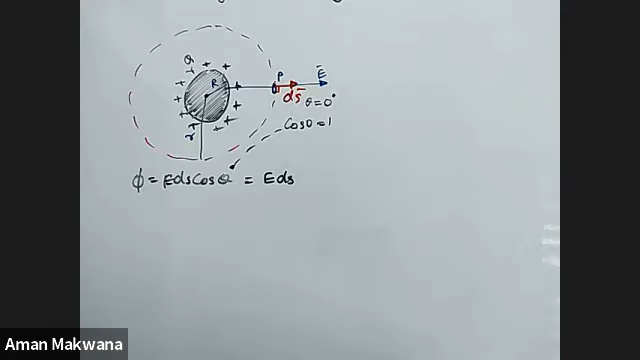 Q
R
P
E
ds
θ=0°
Cosθ=1
r
ϕ = EdsCosθ = Eds
Aman Makwana